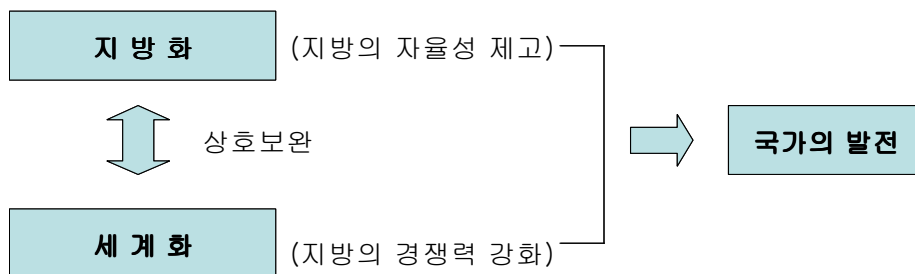 지 방 화 (지방의 자율성 제고)
상호보완
국가의 발전
세 계 화 (지방의 경쟁력 강화)